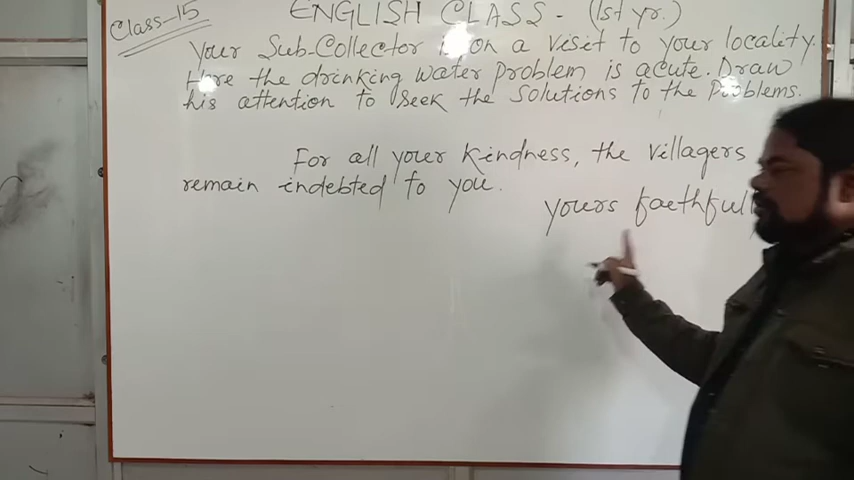 Class-15
ENGLISH CLASS - (1st yr.)
your Sub-Collector is on a visit to your locality.
Here the drinking water problem is acute. Draw
his attention to seek the solutions to the problems.
For all your kindness, the villagers
remain indebted to you.
yours faithful